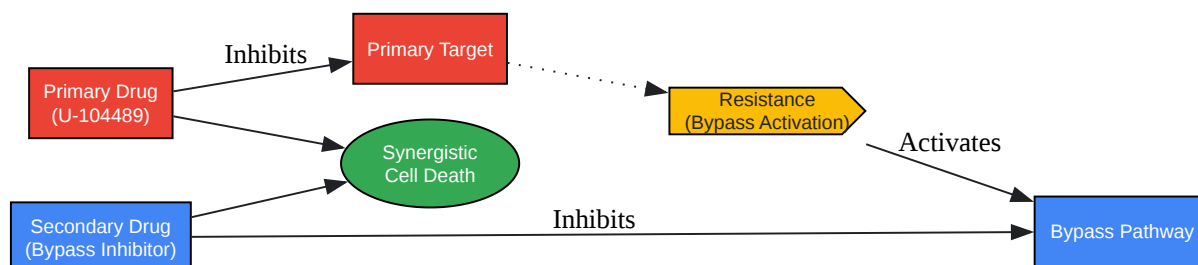 Inhibits
Primary Target
Primary Drug
(U-104489)
Resistance
(Bypass Activation)
Activates
Synergistic
Cell Death
Secondary Drug
(Bypass Inhibitor)
Inhibits
Bypass Pathway